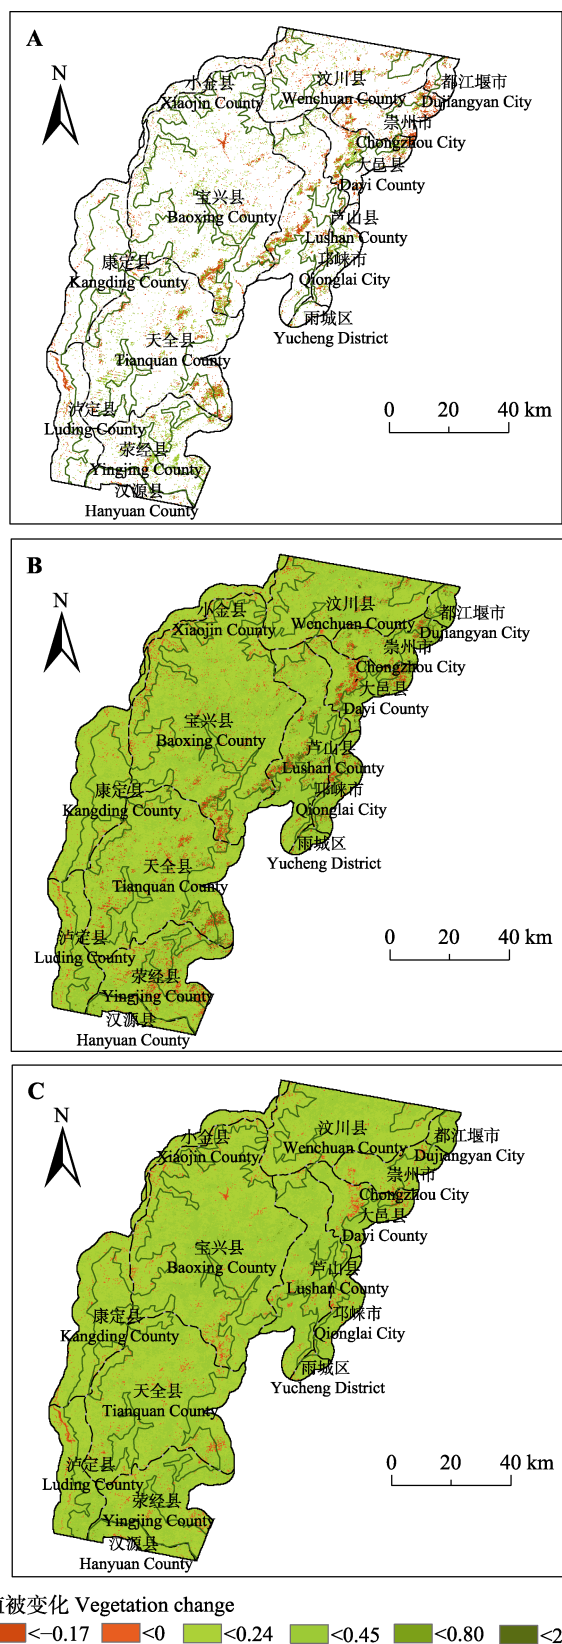 A
N
小金县
Xiaojin County
汶川县
Wenchuan County
都江堰市
Dujiangyan City
崇州市
Chongzhou City
大邑县
Dayi County
宝兴县
Baoxing County
芦山县
Lushan County
邛崃市
Qionglai City
康定县
Kangding County
雨城区
Yucheng District
天全县
Tianquan County
泸定县
Luding County
荥经县
Yingjing County
汉源县
Hanyuan County
0 20 40 km
B
N
小金县
Xiaojin County
汶川县
Wenchuan County
都江堰市
Dujiangyan City
崇州市
Chongzhou City
大邑县
Dayi County
宝兴县
Baoxing County
芦山县
Lushan County
邛崃市
Qionglai City
康定县
Kangding County
雨城区
Yucheng District
天全县
Tianquan County
泸定县
Luding County
荥经县
Yingjing County
汉源县
Hanyuan County
0 20 40 km
C
N
小金县
Xiaojin County
汶川县
Wenchuan County
都江堰市
Dujiangyan City
崇州市
Chongzhou City
大邑县
Dayi County
宝兴县
Baoxing County
芦山县
Lushan County
邛崃市
Qionglai City
康定县
Kangding County
雨城区
Yucheng District
天全县
Tianquan County
泸定县
Luding County
荥经县
Yingjing County
汉源县
Hanyuan County
0 20 40 km
被变化 Vegetation change
<−0.17 <0 <0.24 <0.45 <0.80 <2